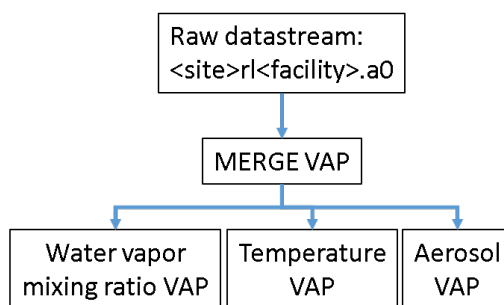 Raw datastream:
<site>rl<facility>.a0
MERGE VAP
Water vapor
mixing ratio VAP
Temperature
VAP
Aerosol
VAP